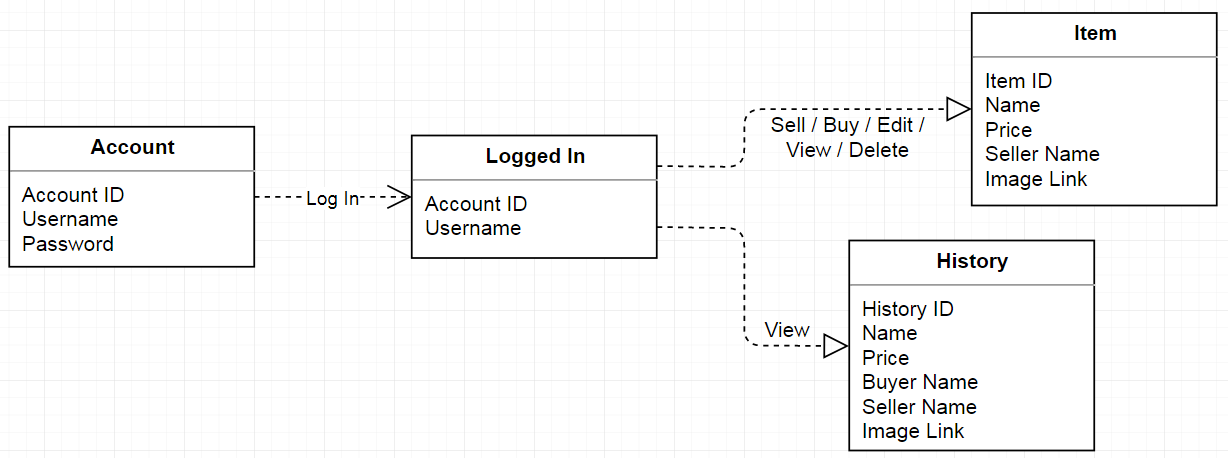 Account
Account ID
Username
Password
Log In
Logged In
Account ID
Username
Sell / Buy / Edit /
View / Delete
Item
Item ID
Name
Price
Seller Name
Image Link
View
History
History ID
Name
Price
Buyer Name
Seller Name
Image Link